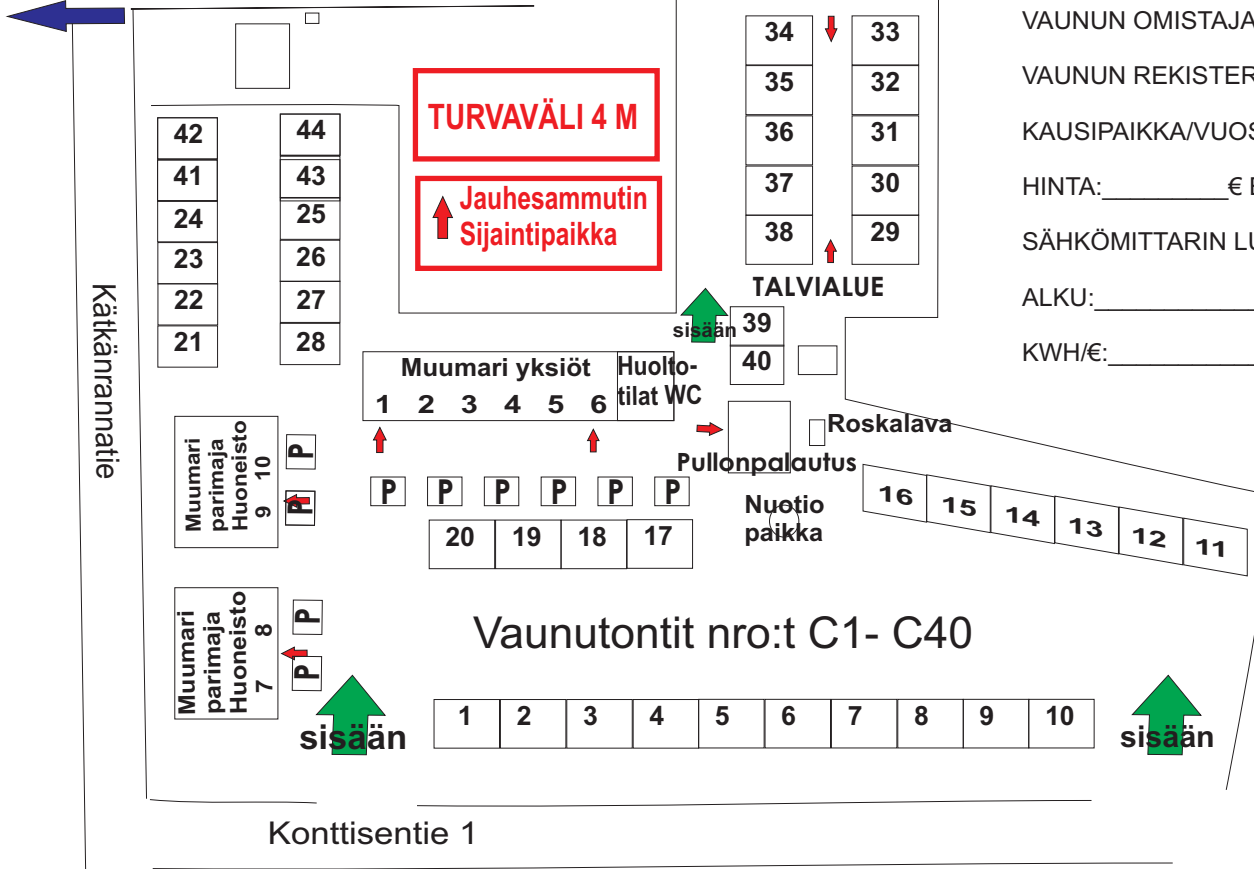 VAUNUN OMISTAJA
VAUNUN REKISTER
KAUSIPAIKKA/VUOS
HINTA:__________€ E
SÄHKÖMITTARIN LU
ALKU:_____________
KWH/€:____________
34 33
35 32
36 31
37 30
38 29
TALVIALUE
TURVAVÄLI 4 M
Jauhesammutin
Sijaintipaikka
42 44
41 43
24 25
23 26
22 27
21 28
Kätkänrannatie
sisään
39
40
Muumari yksiöt
1 2 3 4 5 6
Huolto-
tilat WC
Roskalava
Pullonpalautus
Nuotio
paikka
Muumari
parimaja
Huoneisto
9 10
P
P
P P P P P P
20 19 18 17
16 15 14 13 12 11
Muumari
parimaja
Huoneisto
7 8
P
P
Vaunutontit nro:t C1- C40
sisään
1 2 3 4 5 6 7 8 9 10
sisään
Konttisentie 1